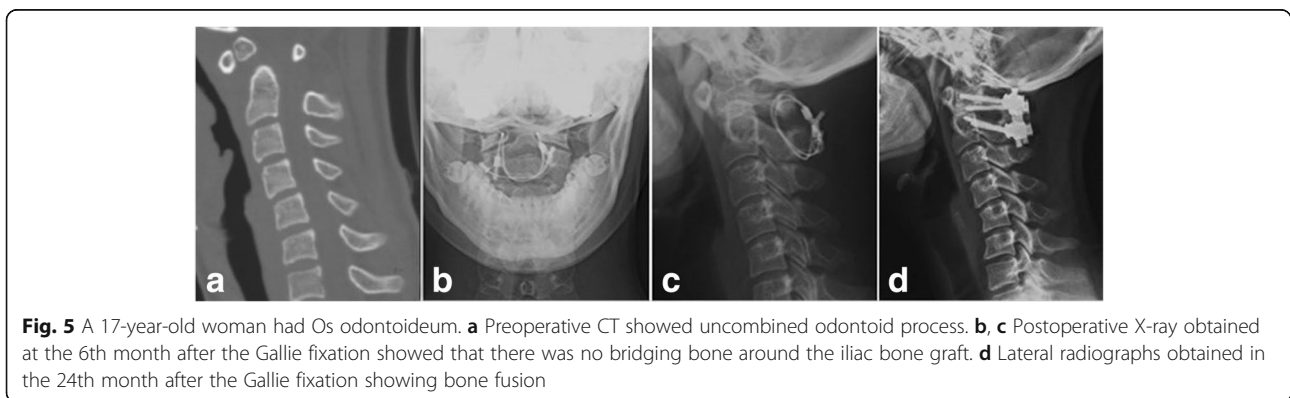 a b c d
Fig. 5 A 17-year-old woman had Os odontoideum. a Preoperative CT showed uncombined odontoid process. b, c Postoperative X-ray obtained
at the 6th month after the Gallie fixation showed that there was no bridging bone around the iliac bone graft. d Lateral radiographs obtained in
the 24th month after the Gallie fixation showing bone fusion